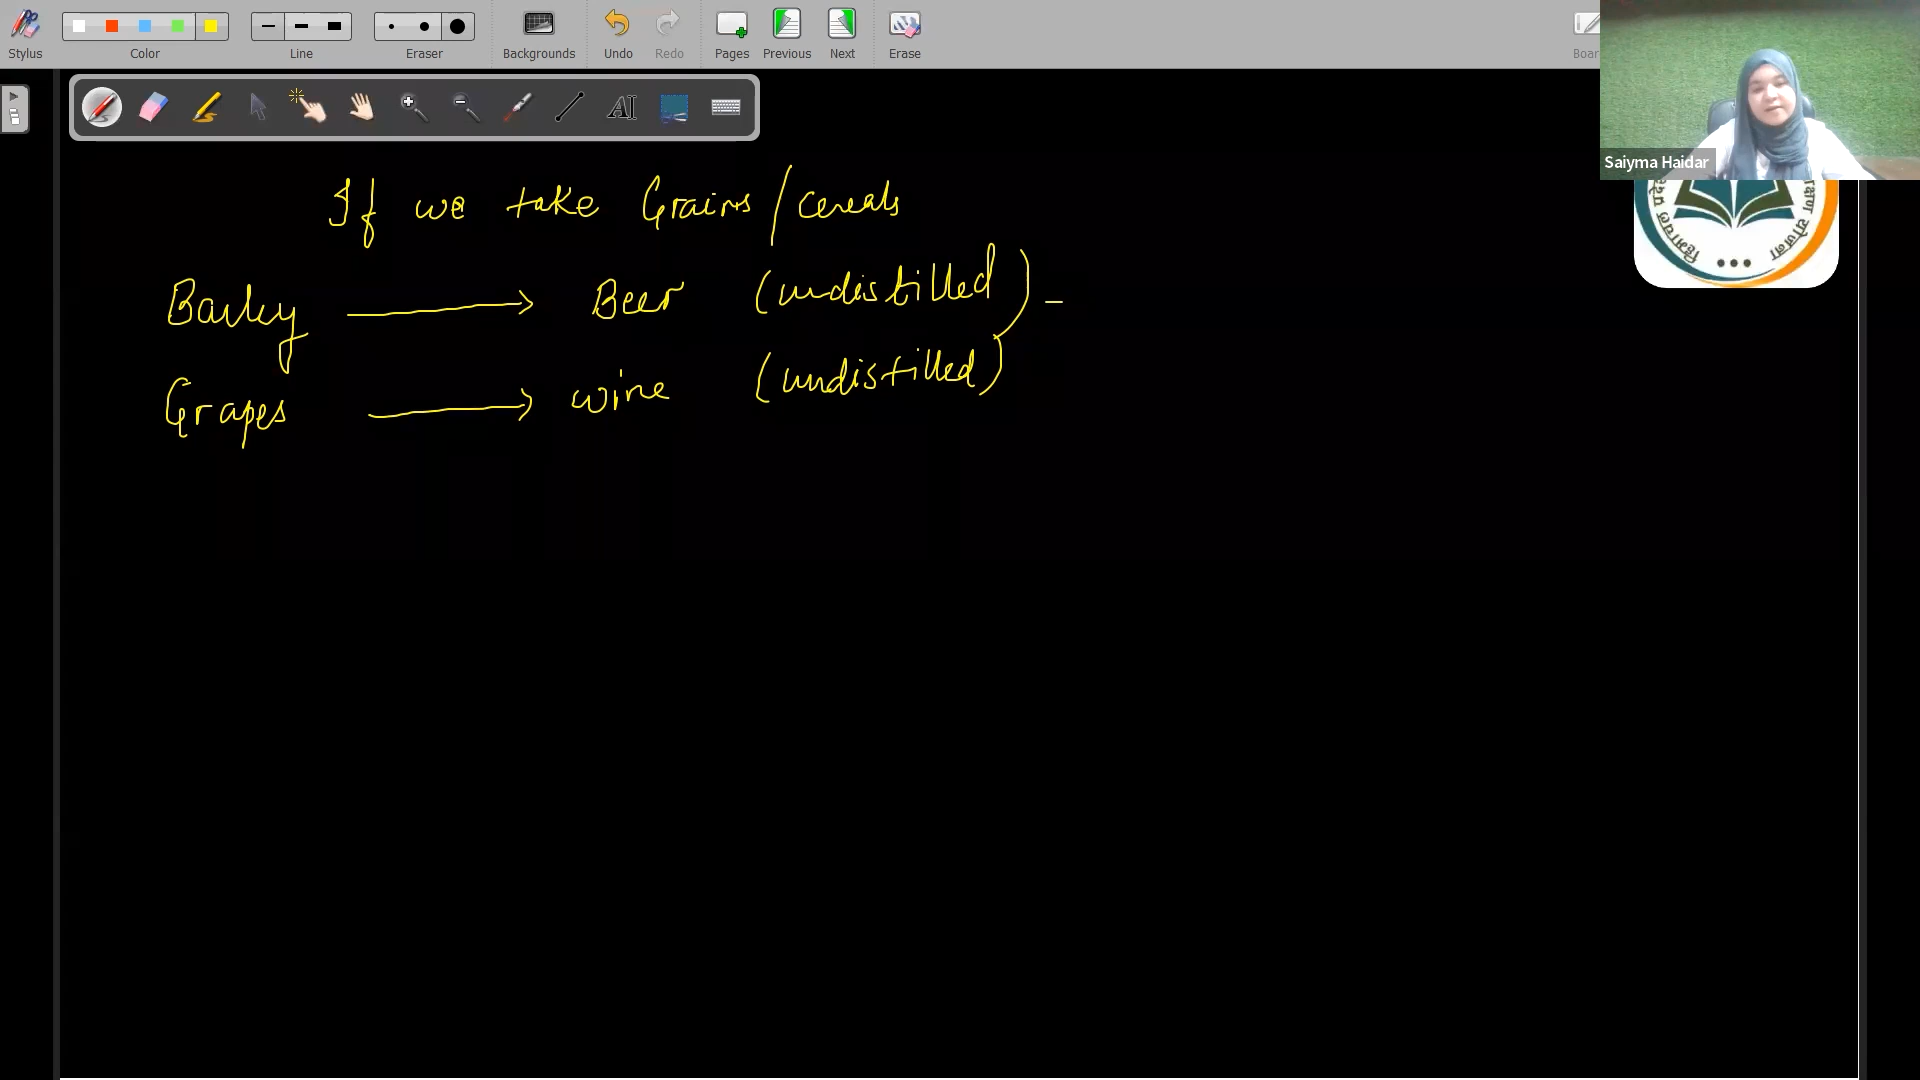 Stylus Color Line Eraser Backgrounds Undo Redo Pages Previous Next Erase Boar
Saiyma Haidar
If we take Grains/cereals
Barley → Beer (undistilled) -
Grapes → wine (undistilled)